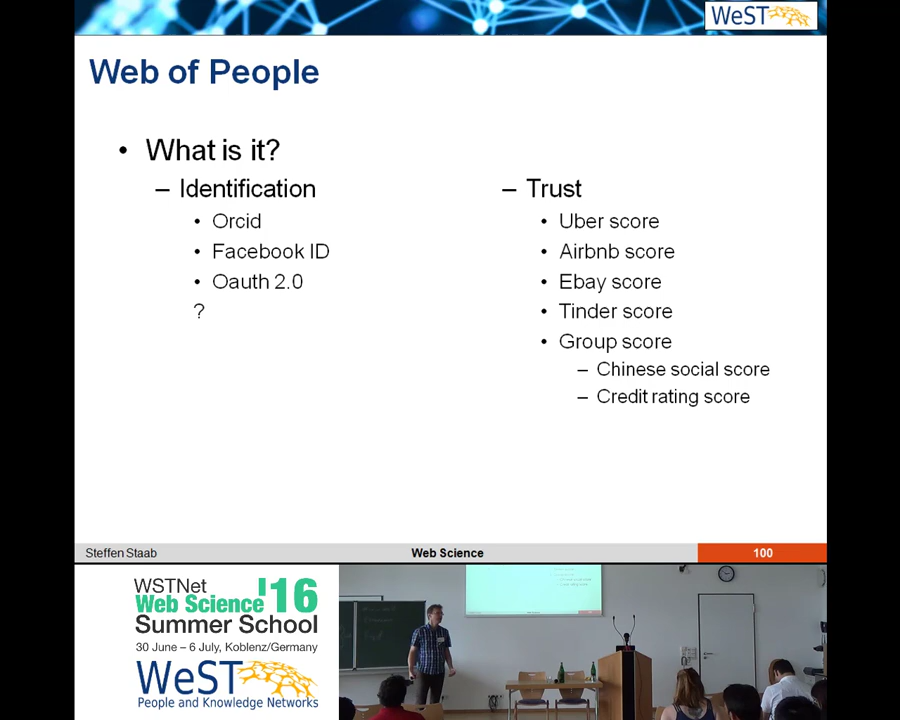 WeST
Web of People
• What is it?
– Identification
• Orcid
• Facebook ID
• Oauth 2.0
?
– Trust
• Uber score
• Airbnb score
• Ebay score
• Tinder score
• Group score
– Chinese social score
– Credit rating score
Steffen Staab
Web Science
100
WSTNet
Web Science '16
Summer School
30 June – 6 July, Koblenz/Germany
WeST
People and Knowledge Networks